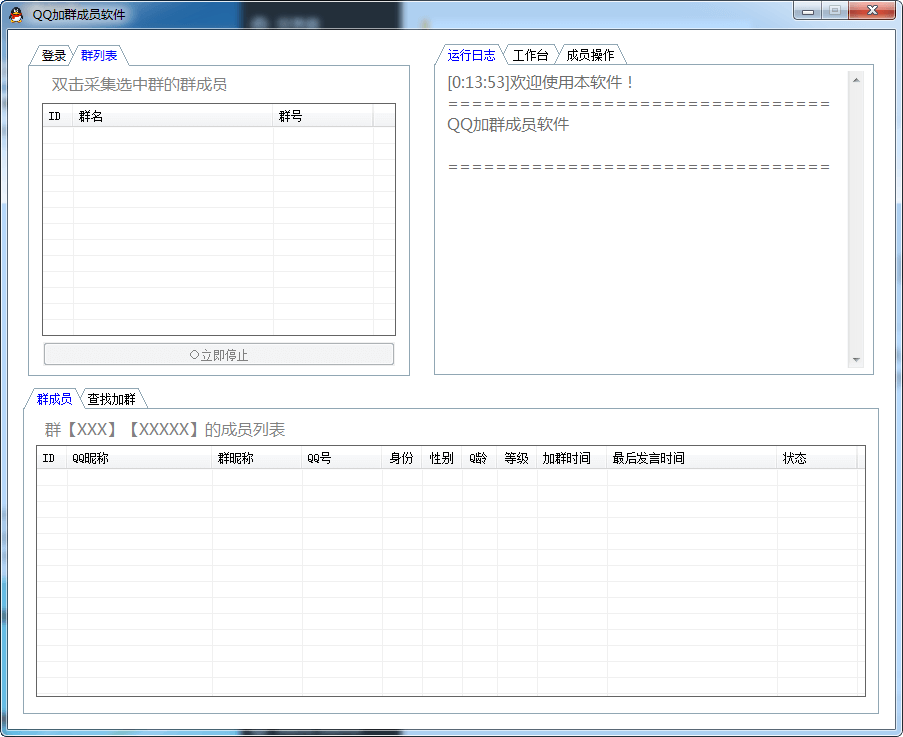 QQ加群成员软件
登录 群列表
双击采集选中群的群成员
ID 群名 群号
立即停止
运行日志 工作台 成员操作
[0:13:53]欢迎使用本软件！
================================
QQ加群成员软件
================================
群成员 查找加群
群【XXX】【XXXXX】的成员列表
ID QQ昵称 群昵称 QQ号 身份 性别 Q龄 等级 加群时间 最后发言时间 状态